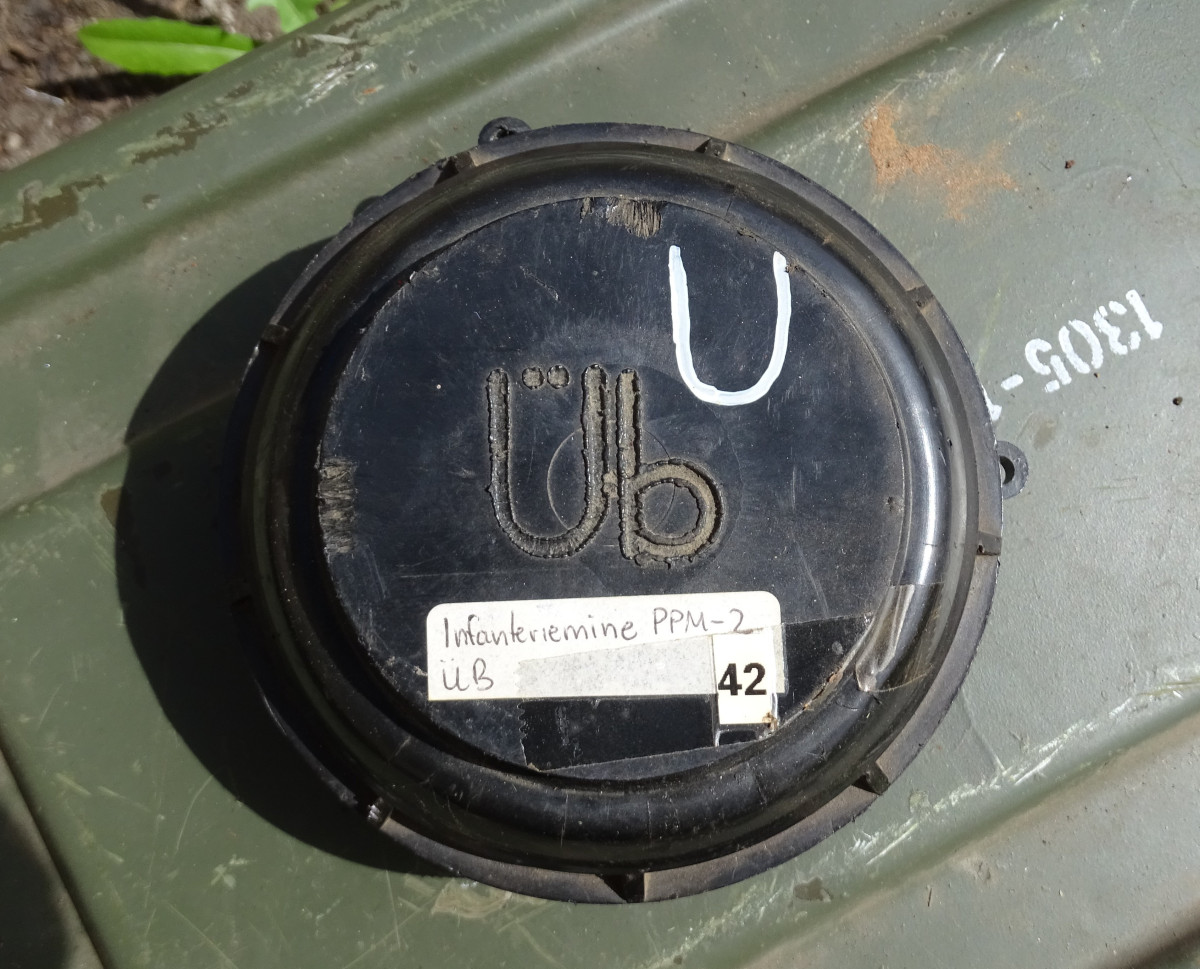 U
Üb
Infanteriemine PPM-2
ÜB
42
1305 -